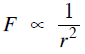 F ∝ 1/r²